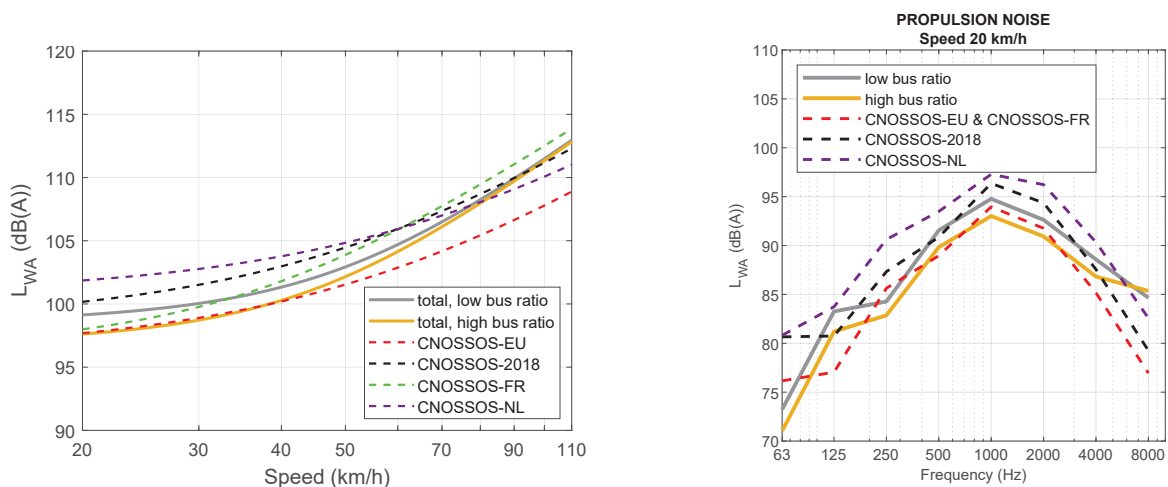 120
115
110
105
100
95
90
L_WA (dB(A))
total, low bus ratio
total, high bus ratio
CNOSSOS-EU
CNOSSOS-2018
CNOSSOS-FR
CNOSSOS-NL
20 30 40 50 60 70 80 90 110
Speed (km/h)
PROPULSION NOISE
Speed 20 km/h
110
105
100
95
90
85
80
75
70
L_WA (dB(A))
low bus ratio
high bus ratio
CNOSSOS-EU & CNOSSOS-FR
CNOSSOS-2018
CNOSSOS-NL
63 125 250 500 1000 2000 4000 8000
Frequency (Hz)